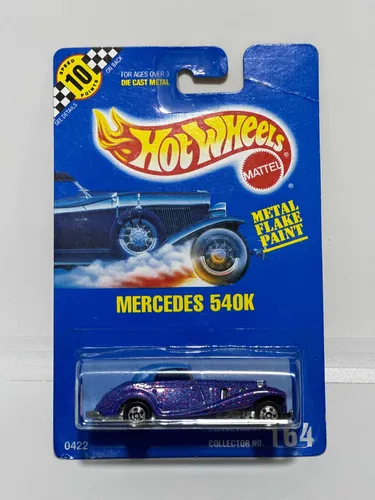 SPEED
10
POINTS
SEE DETAILS
ON BACK
FOR AGES OVER 3
DIE CAST METAL
Hot Wheels
®
MATTEL
METAL
FLAKE
PAINT
MERCEDES 540K
0422
COLLECTOR NO.
164